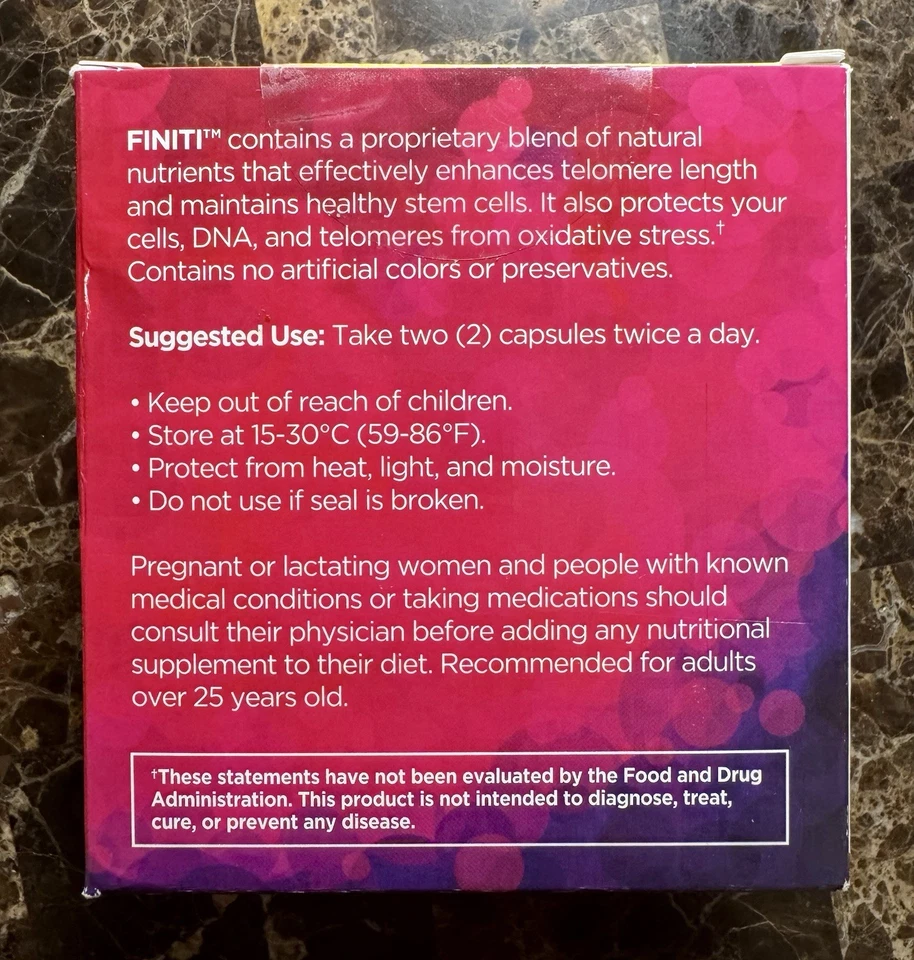 FINITI™ contains a proprietary blend of natural
nutrients that effectively enhances telomere length
and maintains healthy stem cells. It also protects your
cells, DNA, and telomeres from oxidative stress.†
Contains no artificial colors or preservatives.
Suggested Use: Take two (2) capsules twice a day.
• Keep out of reach of children.
• Store at 15-30°C (59-86°F).
• Protect from heat, light, and moisture.
• Do not use if seal is broken.
Pregnant or lactating women and people with known
medical conditions or taking medications should
consult their physician before adding any nutritional
supplement to their diet. Recommended for adults
over 25 years old.
†These statements have not been evaluated by the Food and Drug
Administration. This product is not intended to diagnose, treat,
cure, or prevent any disease.